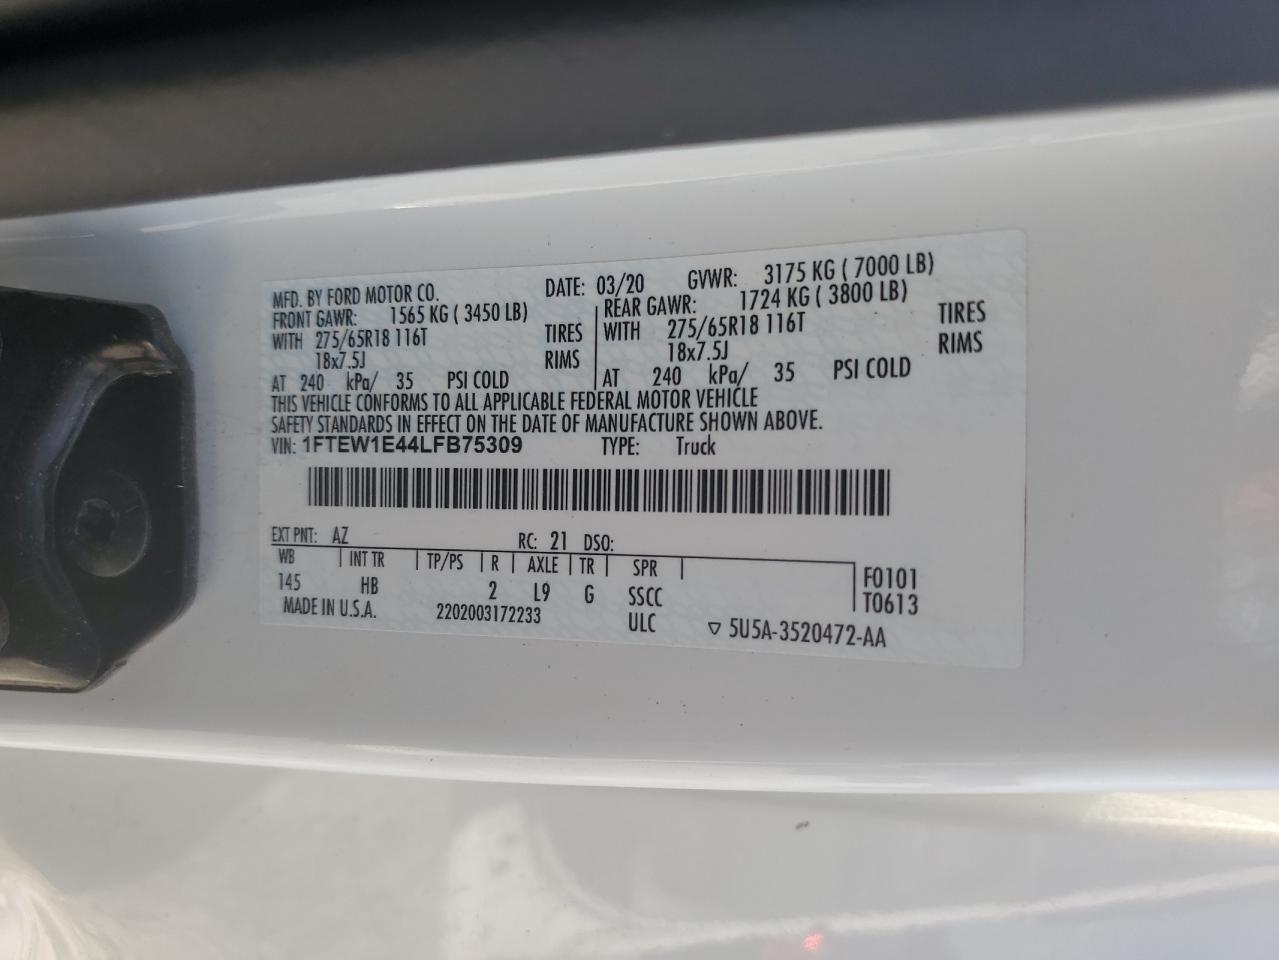 MFD. BY FORD MOTOR CO. DATE: 03/20 GVWR: 3175 KG ( 7000 LB)
FRONT GAWR: 1565 KG ( 3450 LB) REAR GAWR: 1724 KG ( 3800 LB)
WITH 275/65R18 116T TIRES WITH 275/65R18 116T TIRES
18x7.5J RIMS 18x7.5J RIMS
AT 240 kPa/ 35 PSI COLD AT 240 kPa/ 35 PSI COLD
THIS VEHICLE CONFORMS TO ALL APPLICABLE FEDERAL MOTOR VEHICLE
SAFETY STANDARDS IN EFFECT ON THE DATE OF MANUFACTURE SHOWN ABOVE.
VIN: 1FTEW1E44LFB75309 TYPE: Truck
EXT PNT: AZ RC: 21 DSO:
WB INT TR TP/PS R AXLE TR SPR F0101
145 HB 2 L9 G SSCC T0613
MADE IN U.S.A. 2202003172233 ULC ▽ 5U5A-3520472-AA